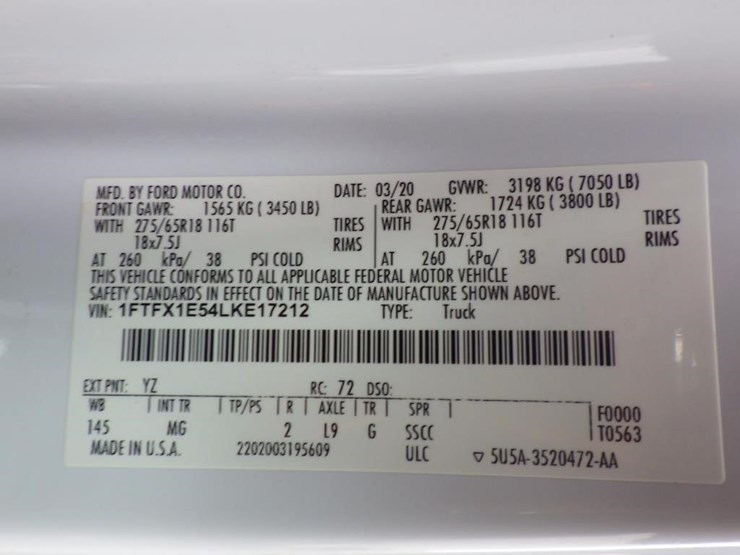 MFD. BY FORD MOTOR CO. DATE: 03/20 GVWR: 3198 KG ( 7050 LB)
FRONT GAWR: 1565 KG ( 3450 LB) REAR GAWR: 1724 KG ( 3800 LB)
WITH 275/65R18 116T TIRES WITH 275/65R18 116T TIRES
18x7.5J RIMS 18x7.5J RIMS
AT 260 kPa/ 38 PSI COLD AT 260 kPa/ 38 PSI COLD
THIS VEHICLE CONFORMS TO ALL APPLICABLE FEDERAL MOTOR VEHICLE
SAFETY STANDARDS IN EFFECT ON THE DATE OF MANUFACTURE SHOWN ABOVE.
VIN: 1FTFX1E54LKE17212 TYPE: Truck
EXT PNT: YZ RC: 72 DSO:
WB INT TR TP/PS R AXLE TR SPR F0000
145 MG 2 L9 G SSCC T0563
MADE IN U.S.A. 2202003195609 ULC ▽ 5U5A-3520472-AA